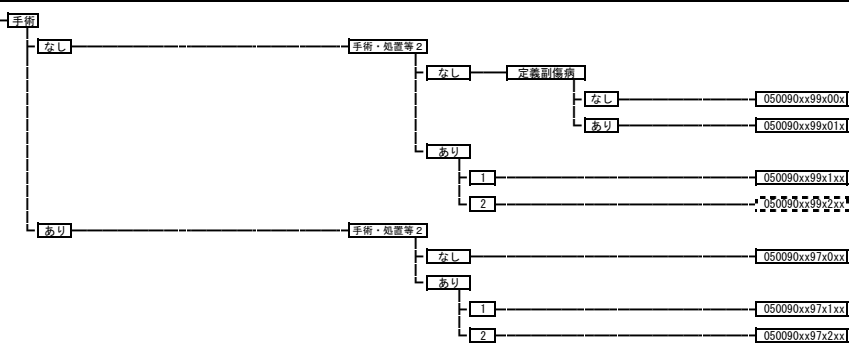 手術
なし 手術・処置等2
なし 定義副傷病
なし 050090xx99x00x
あり 050090xx99x01x
あり
1 050090xx99x1xx
2 050090xx99x2xx
あり 手術・処置等2
なし 050090xx97x0xx
あり
1 050090xx97x1xx
2 050090xx97x2xx